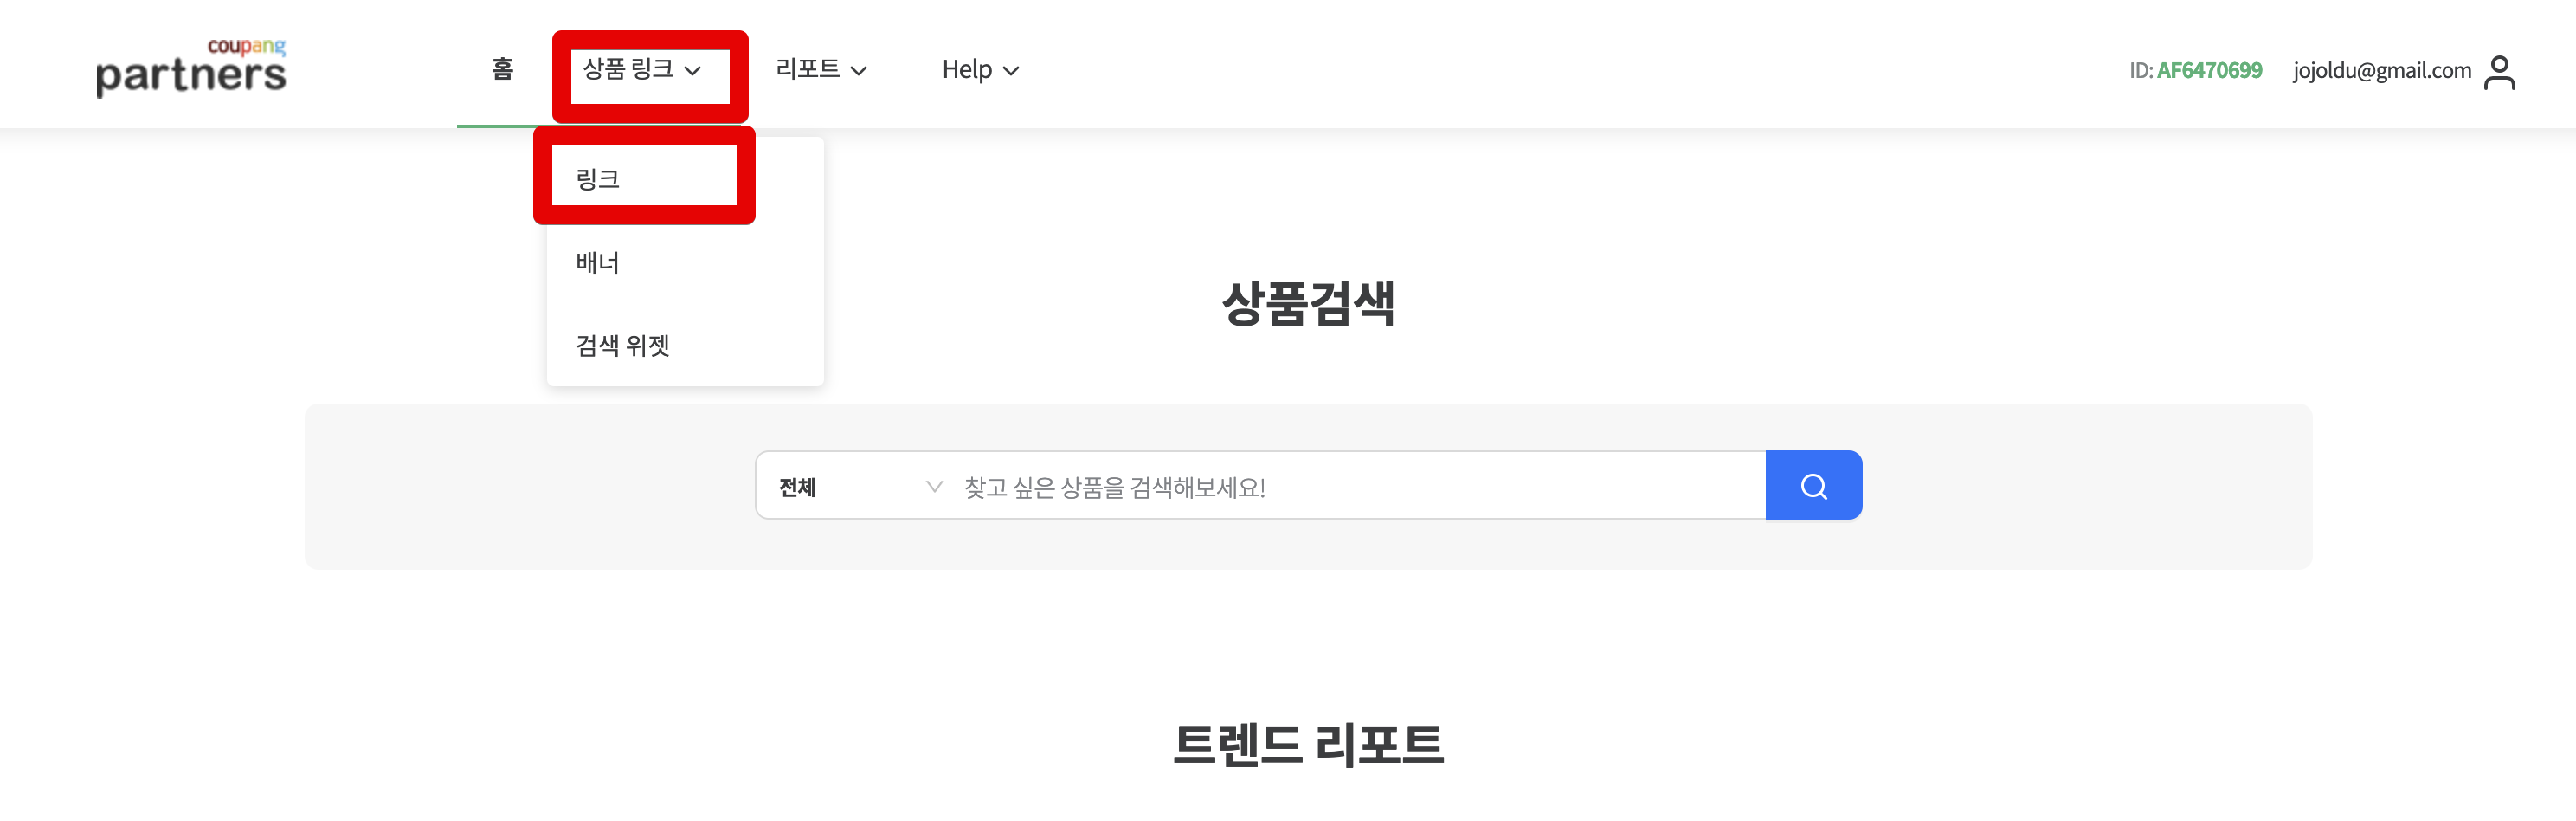 coupang
partners
홈
상품 링크
리포트
Help
ID: AF6470699
jojoldu@gmail.com
링크
배너
검색 위젯
상품검색
전체
찾고 싶은 상품을 검색해보세요!
트렌드 리포트